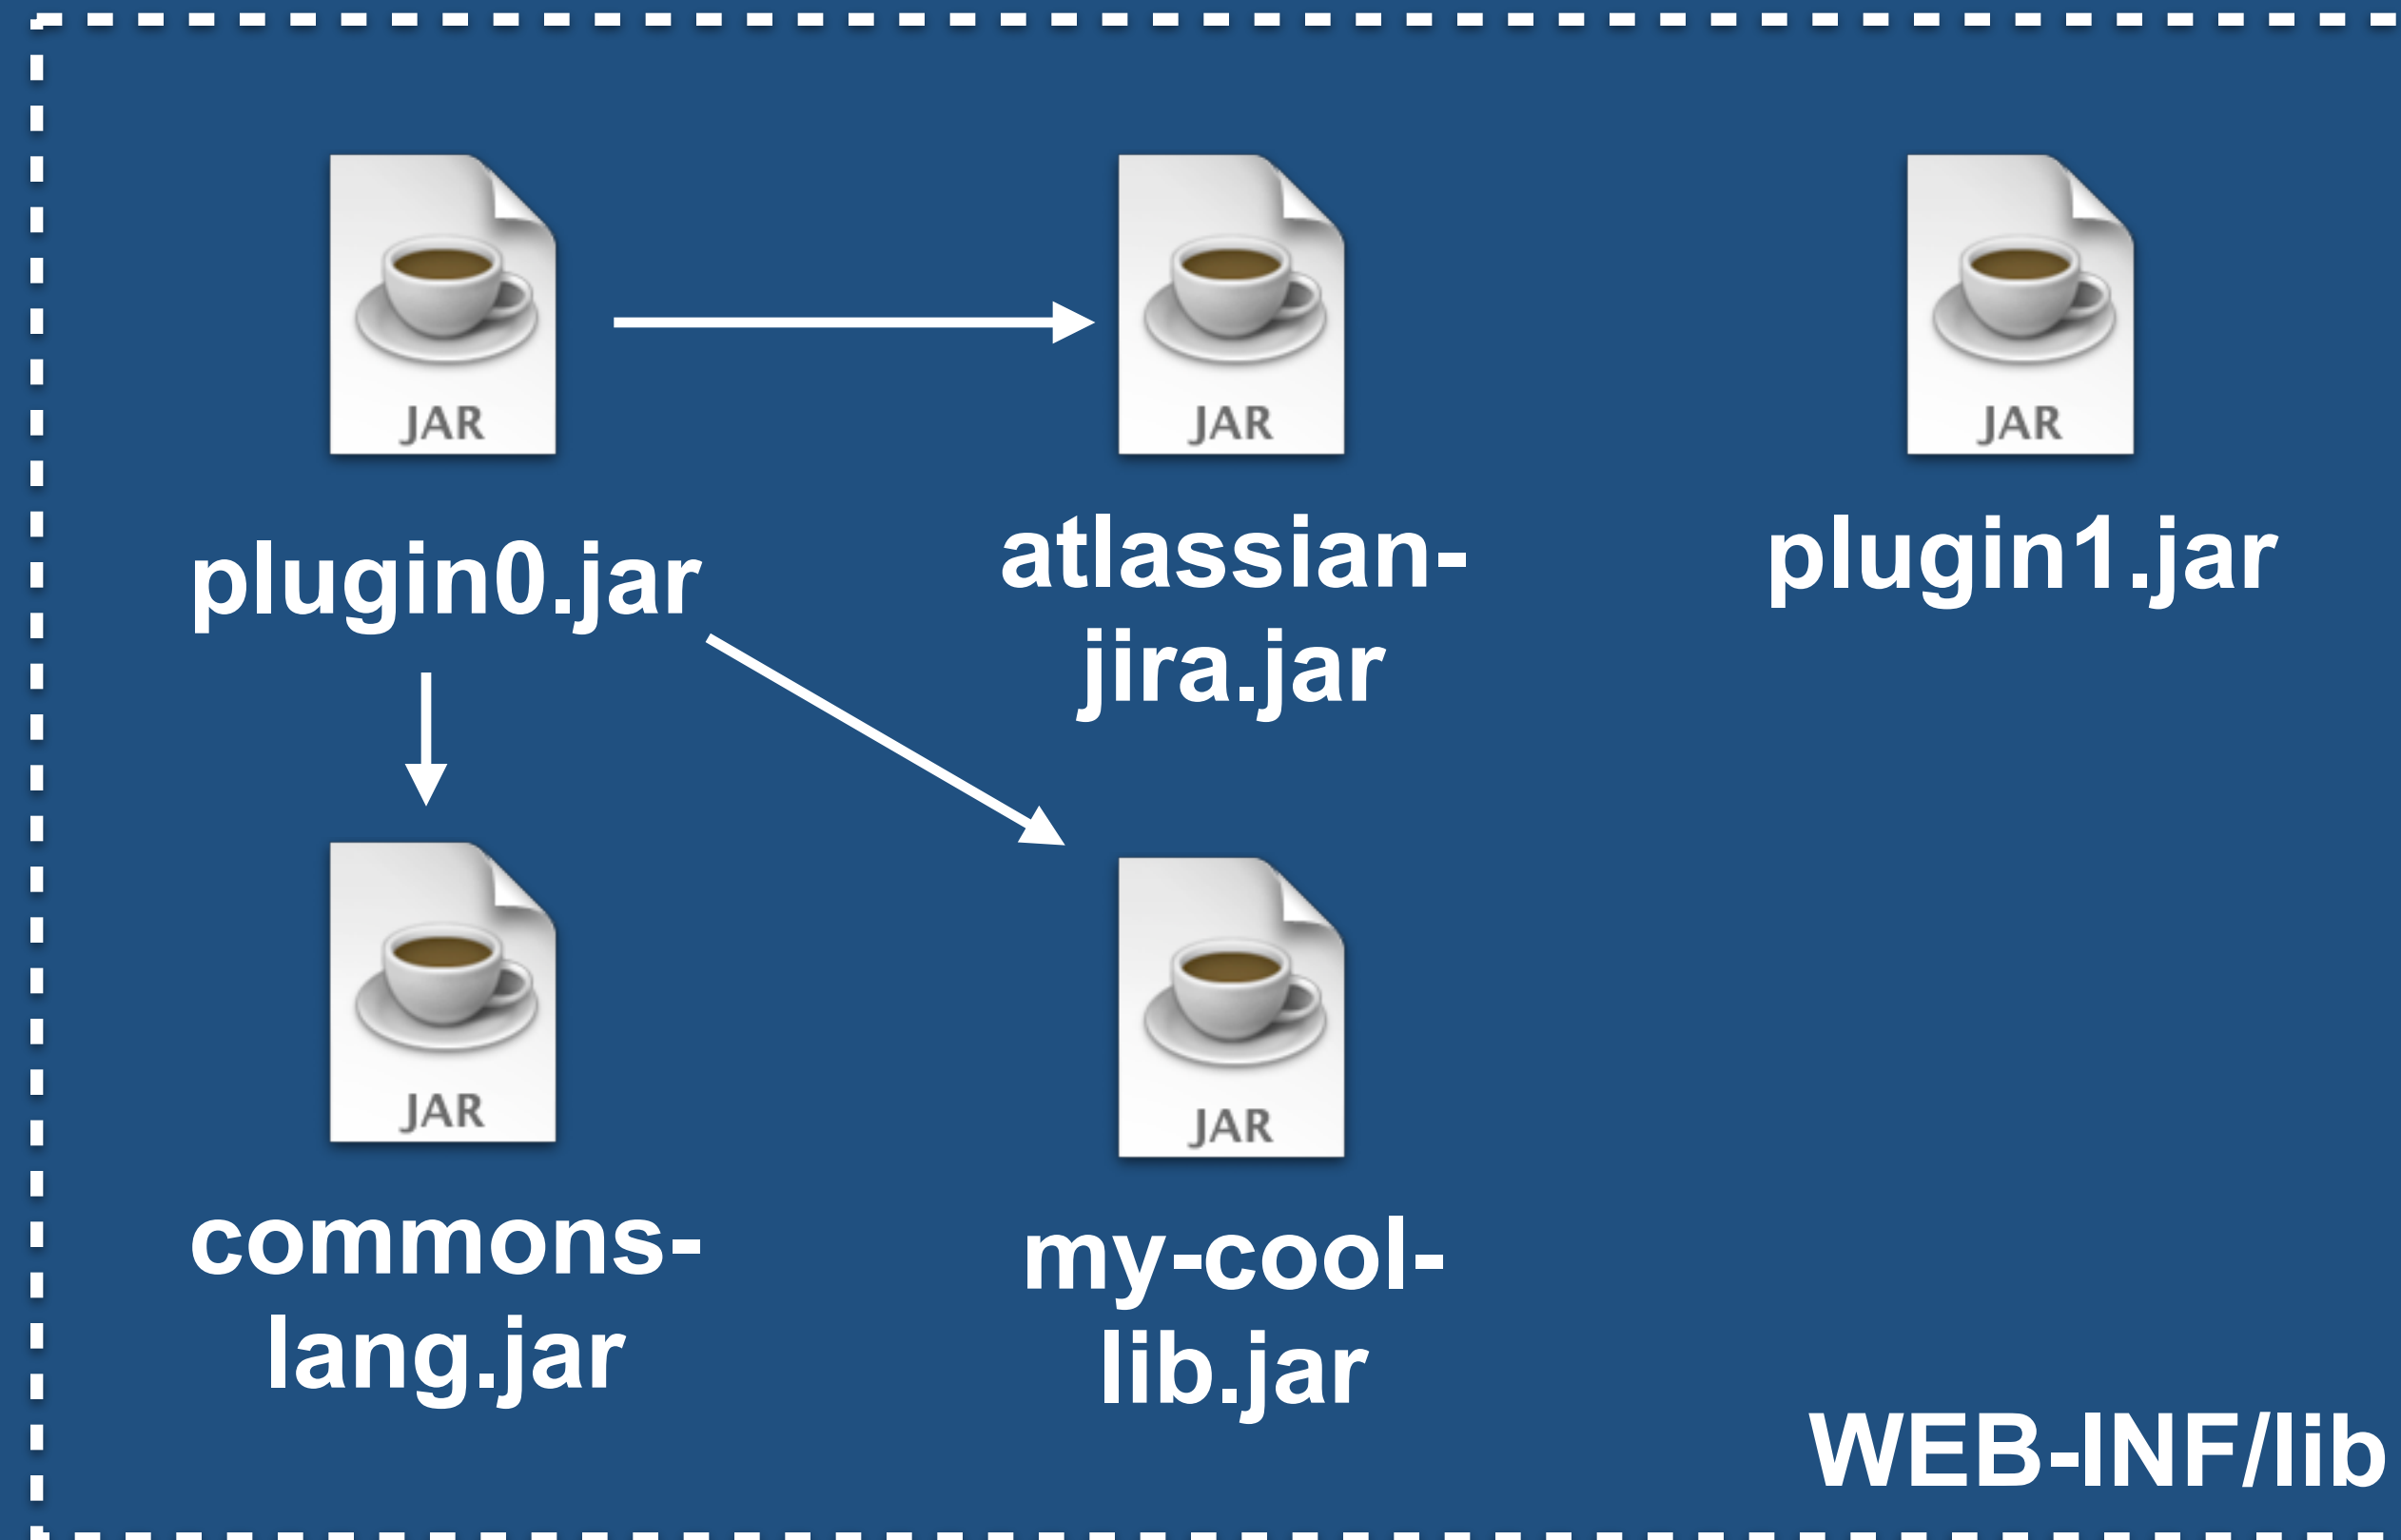 JAR
JAR
JAR
plugin0.jar
atlassian-
jira.jar
plugin1.jar
JAR
JAR
commons-
lang.jar
my-cool-
lib.jar
WEB-INF/lib